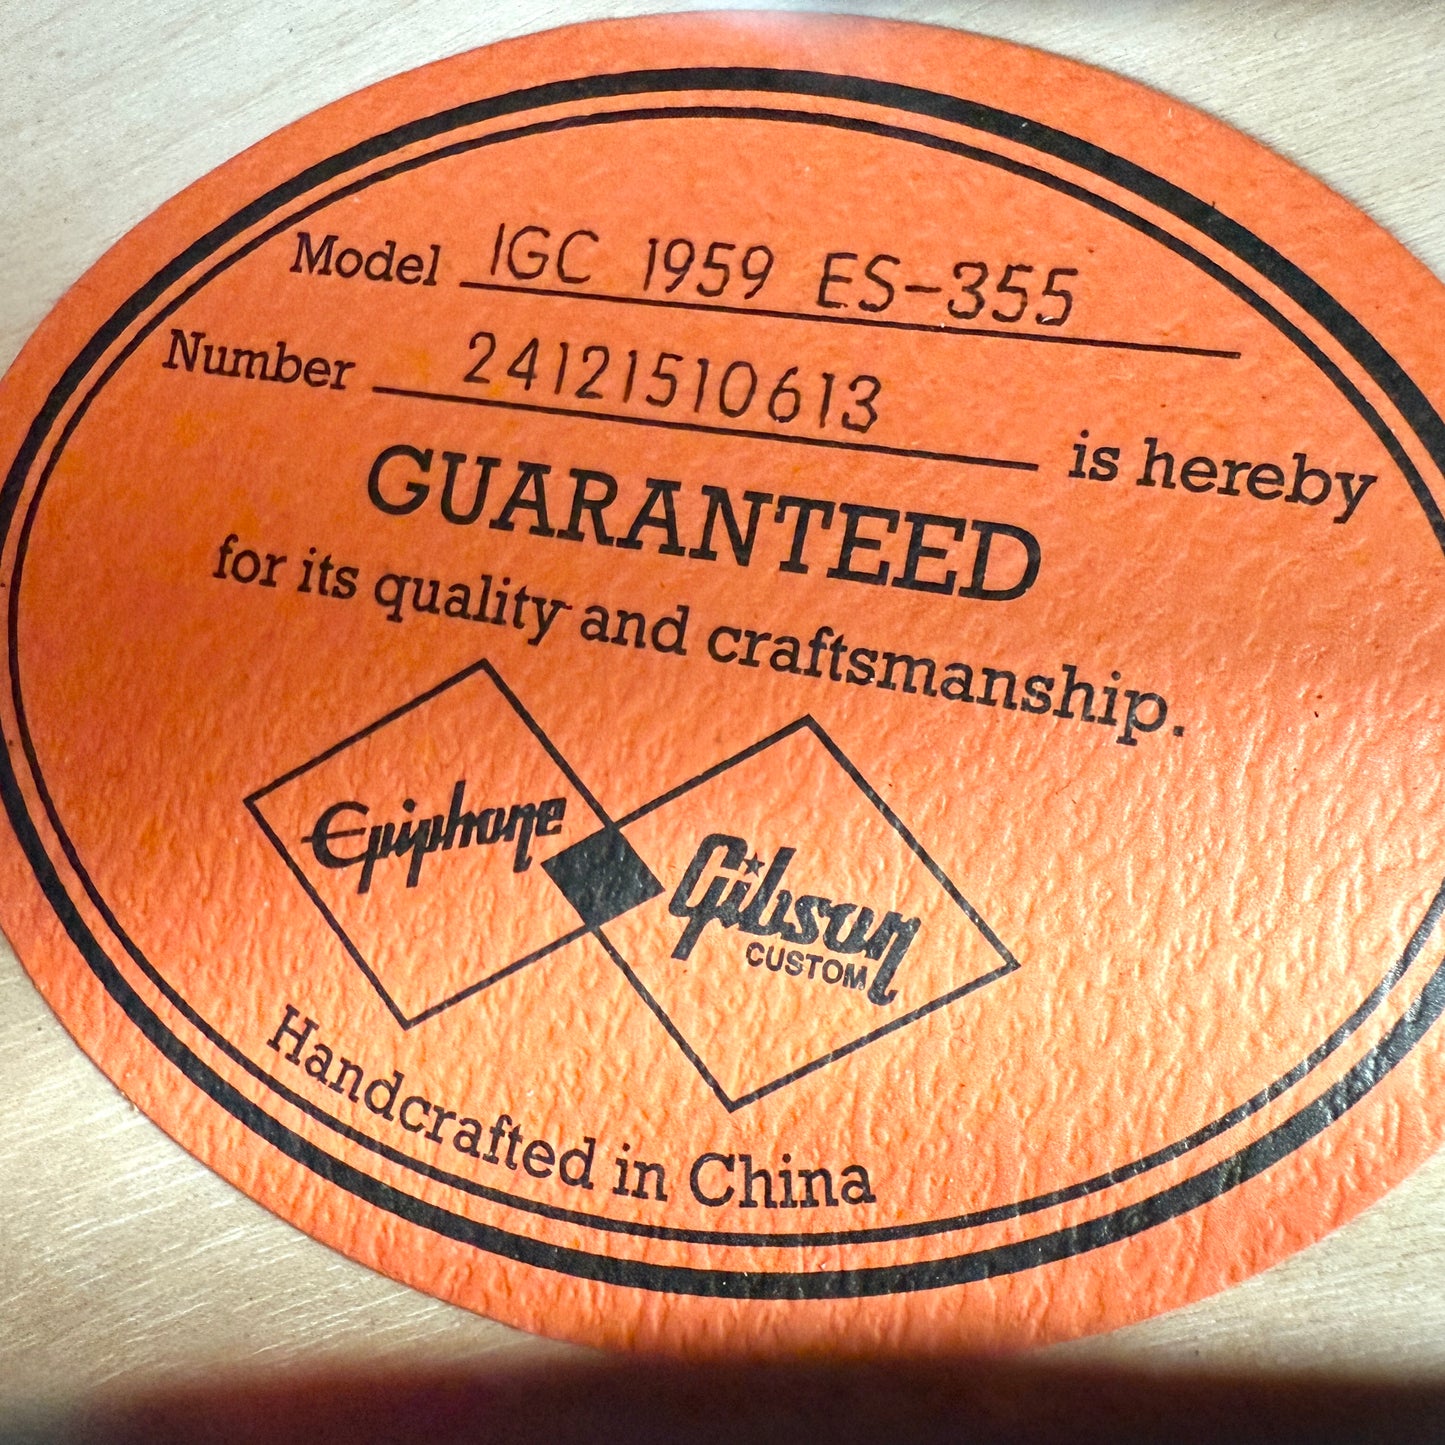 Model IGC 1959 ES-355
Number 24121510613 is hereby
GUARANTEED
for its quality and craftsmanship.
Epiphone
Gibson
CUSTOM
Handcrafted in China